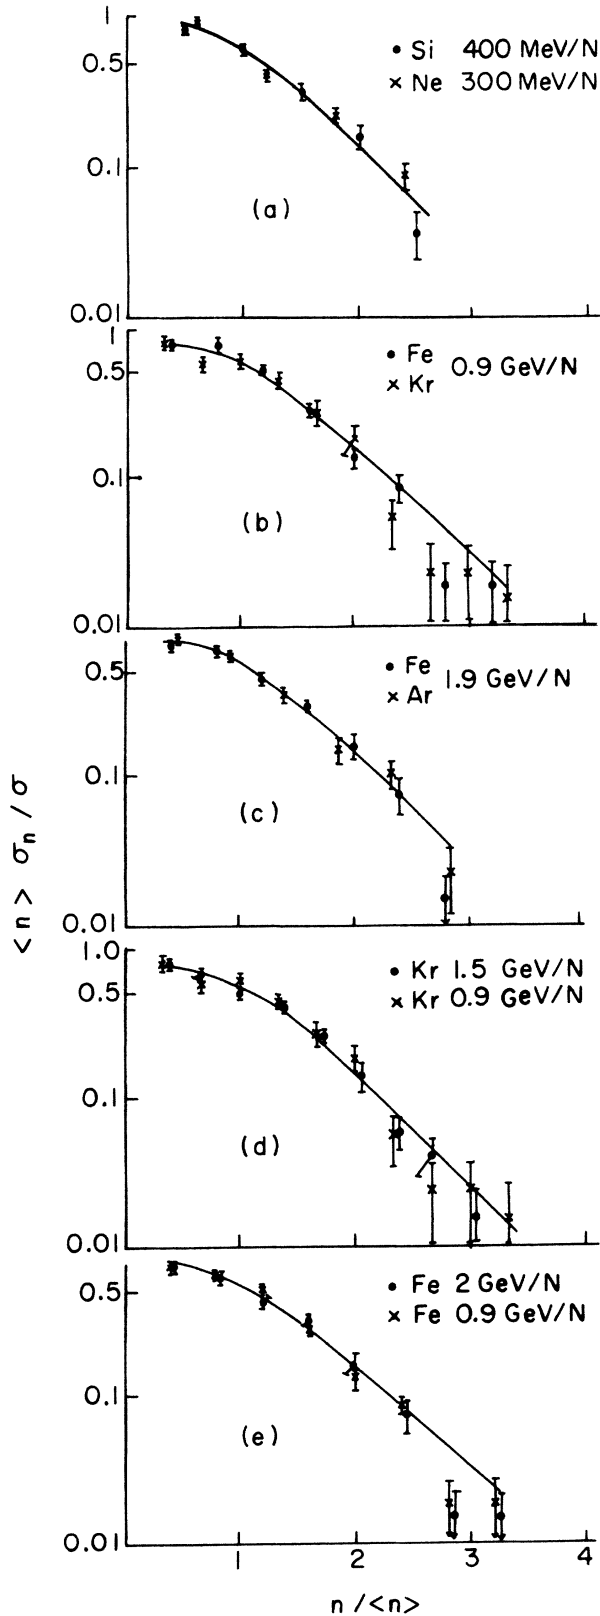 1
0.5
0.1
0.01
• Si 400 MeV/N
× Ne 300 MeV/N
(a)
1
0.5
0.1
0.01
• Fe
× Kr
0.9 GeV/N
(b)
0.5
0.1
0.01
• Fe
× Ar
1.9 GeV/N
(c)
<n> σn / σ
1.0
0.5
0.1
0.01
• Kr 1.5 GeV/N
× Kr 0.9 GeV/N
(d)
0.5
0.1
0.01
• Fe 2 GeV/N
× Fe 0.9 GeV/N
(e)
1 2 3 4
n / <n>